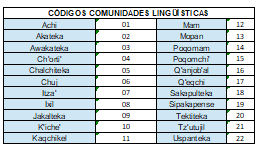 CÓDIGOS COMUNIDADES LINGÜÍSTICAS
Achi 01 Mam 12
Akateka 02 Mopan 13
Awakateka 03 Poqomam 14
Ch'orti' 04 Poqomchi' 15
Chalchiteka 05 Q'anjob'al 16
Chuj 06 Q'eqchi 17
Itza' 07 Sakapulteka 18
Ixil 08 Sipakapense 19
Jakalteka 09 Tektiteka 20
K'iche' 10 Tz'utujil 21
Kaqchikel 11 Uspanteka 22